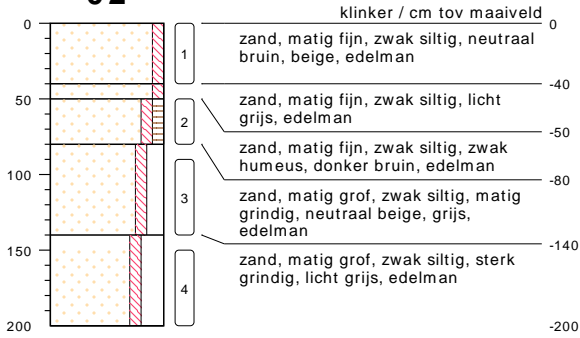 klinker / cm tov maaiveld
0
0
zand, matig fijn, zwak siltig, neutraal
bruin, beige, edelman
1
-40
zand, matig fijn, zwak siltig, licht
grijs, edelman
50
-50
2
zand, matig fijn, zwak siltig, zwak
humeus, donker bruin, edelman
-80
100
3
zand, matig grof, zwak siltig, matig
grindig, neutraal beige, grijs,
edelman
-140
150
zand, matig grof, zwak siltig, sterk
grindig, licht grijs, edelman
4
200
-200